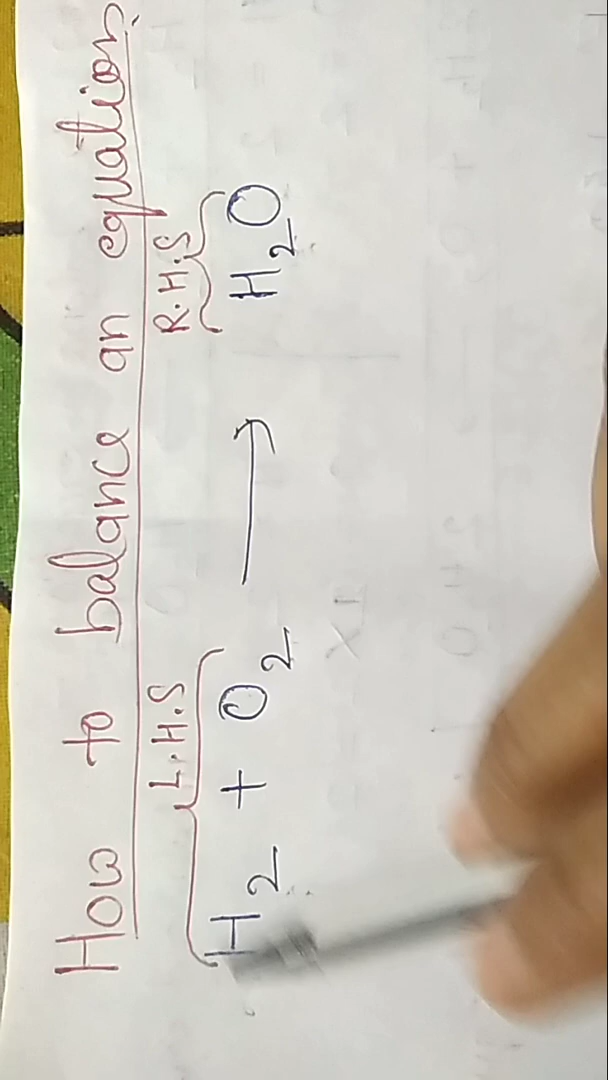 How to balance an equation
L.H.S R.H.S
H2 + O2 → H2O